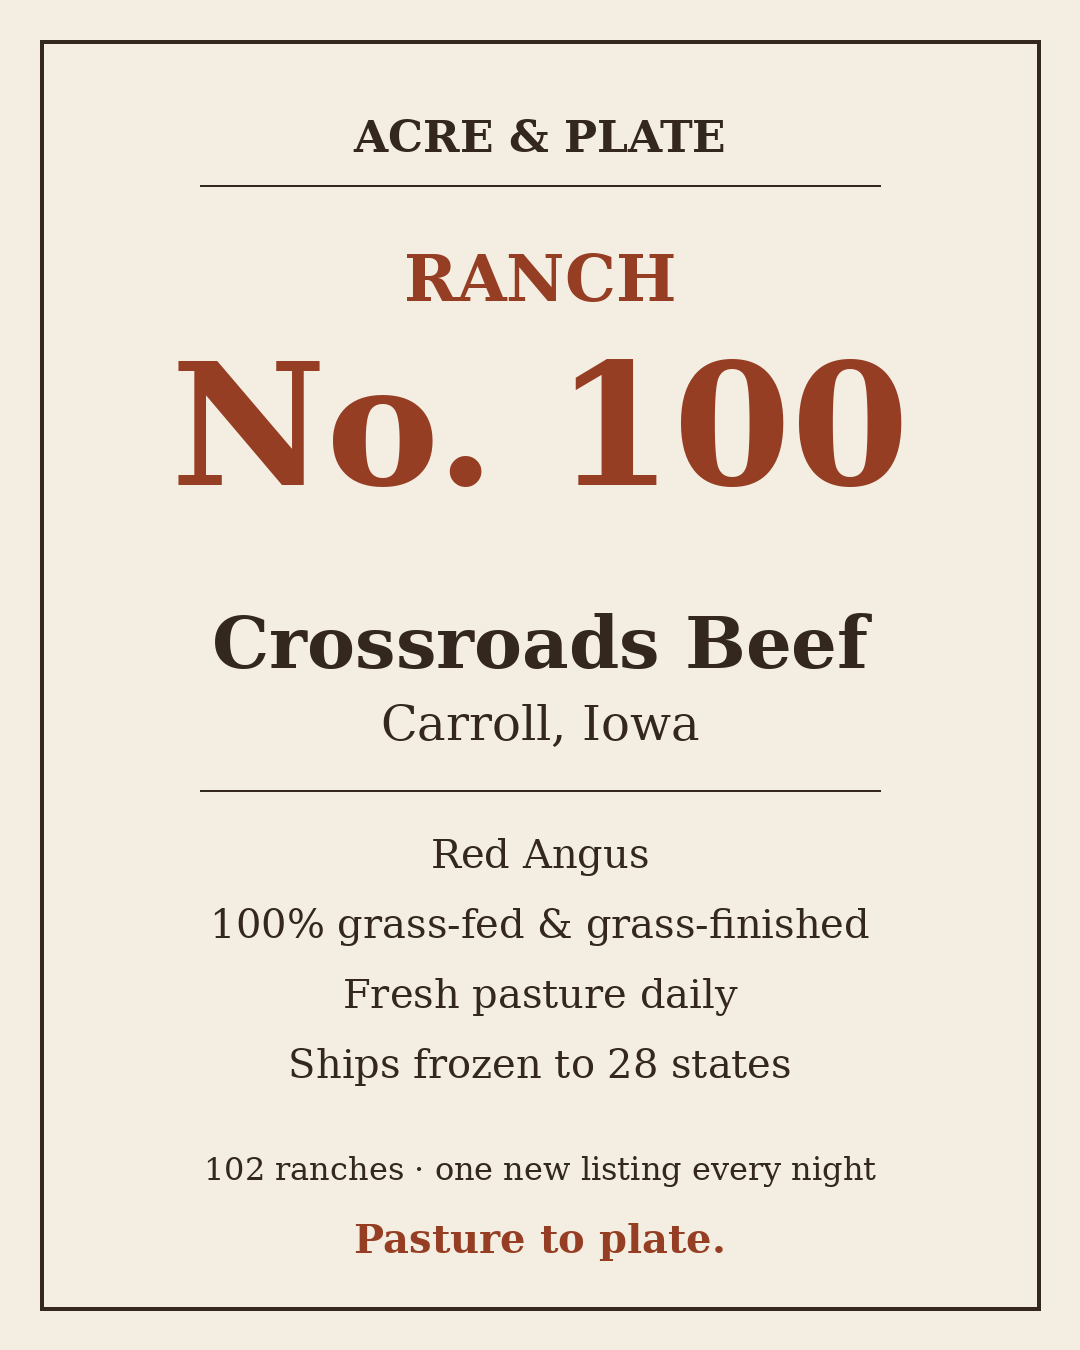 ACRE & PLATE
RANCH
No. 100
Crossroads Beef
Carroll, Iowa
Red Angus
100% grass-fed & grass-finished
Fresh pasture daily
Ships frozen to 28 states
102 ranches · one new listing every night
Pasture to plate.